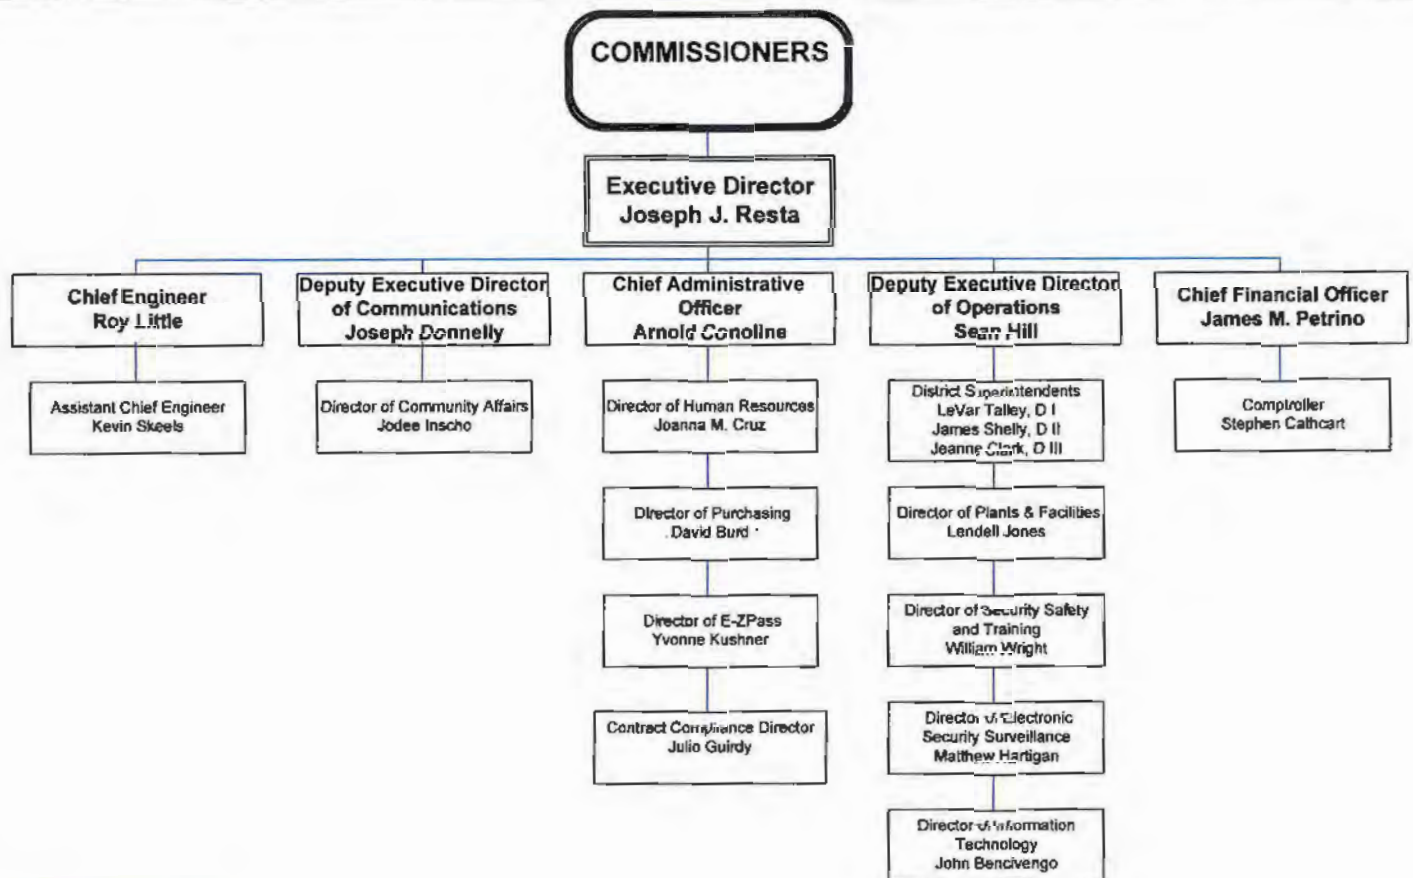 COMMISSIONERS
Executive Director
Joseph J. Resta
Chief Engineer
Roy Little
Deputy Executive Director
of Communications
Joseph Donnelly
Chief Administrative
Officer
Arnold Conoline
Deputy Executive Director
of Operations
Sean Hill
Chief Financial Officer
James M. Petrino
Assistant Chief Engineer
Kevin Skeels
Director of Community Affairs
Jodee Inscho
Director of Human Resources
Joanna M. Cruz
District Superintendents
LeVar Talley, D I
James Shelly, D II
Jeanne Clark, D III
Comptroller
Stephen Cathcart
Director of Purchasing
David Burd
Director of Plants & Facilities
Lendell Jones
Director of E-ZPass
Yvonne Kushner
Director of Security Safety
and Training
William Wright
Contract Compliance Director
Julio Guirdy
Director of Electronic
Security Surveillance
Matthew Hartigan
Director of Information
Technology
John Bencivengo